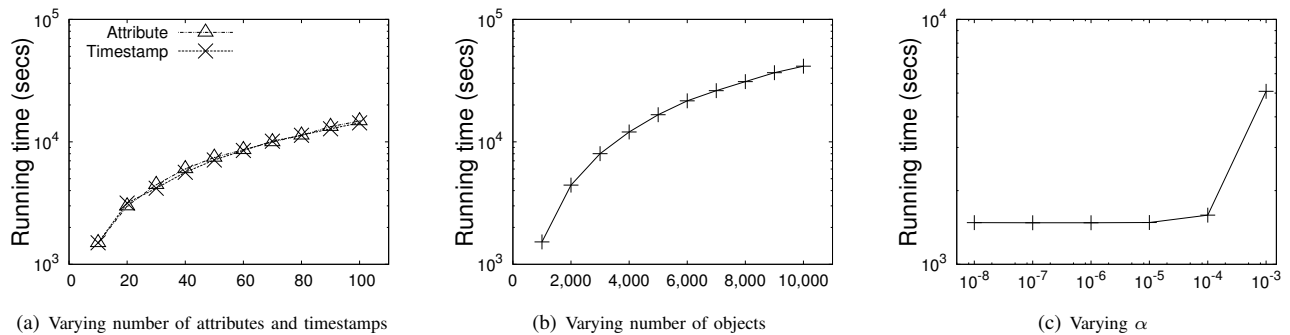 Running time (secs)
10^5
10^4
10^3
Attribute
Timestamp
0 20 40 60 80 100
(a) Varying number of attributes and timestamps
Running time (secs)
10^5
10^4
10^3
0 2,000 4,000 6,000 8,000 10,000
(b) Varying number of objects
Running time (secs)
10^4
10^3
10^-8 10^-7 10^-6 10^-5 10^-4 10^-3
(c) Varying α